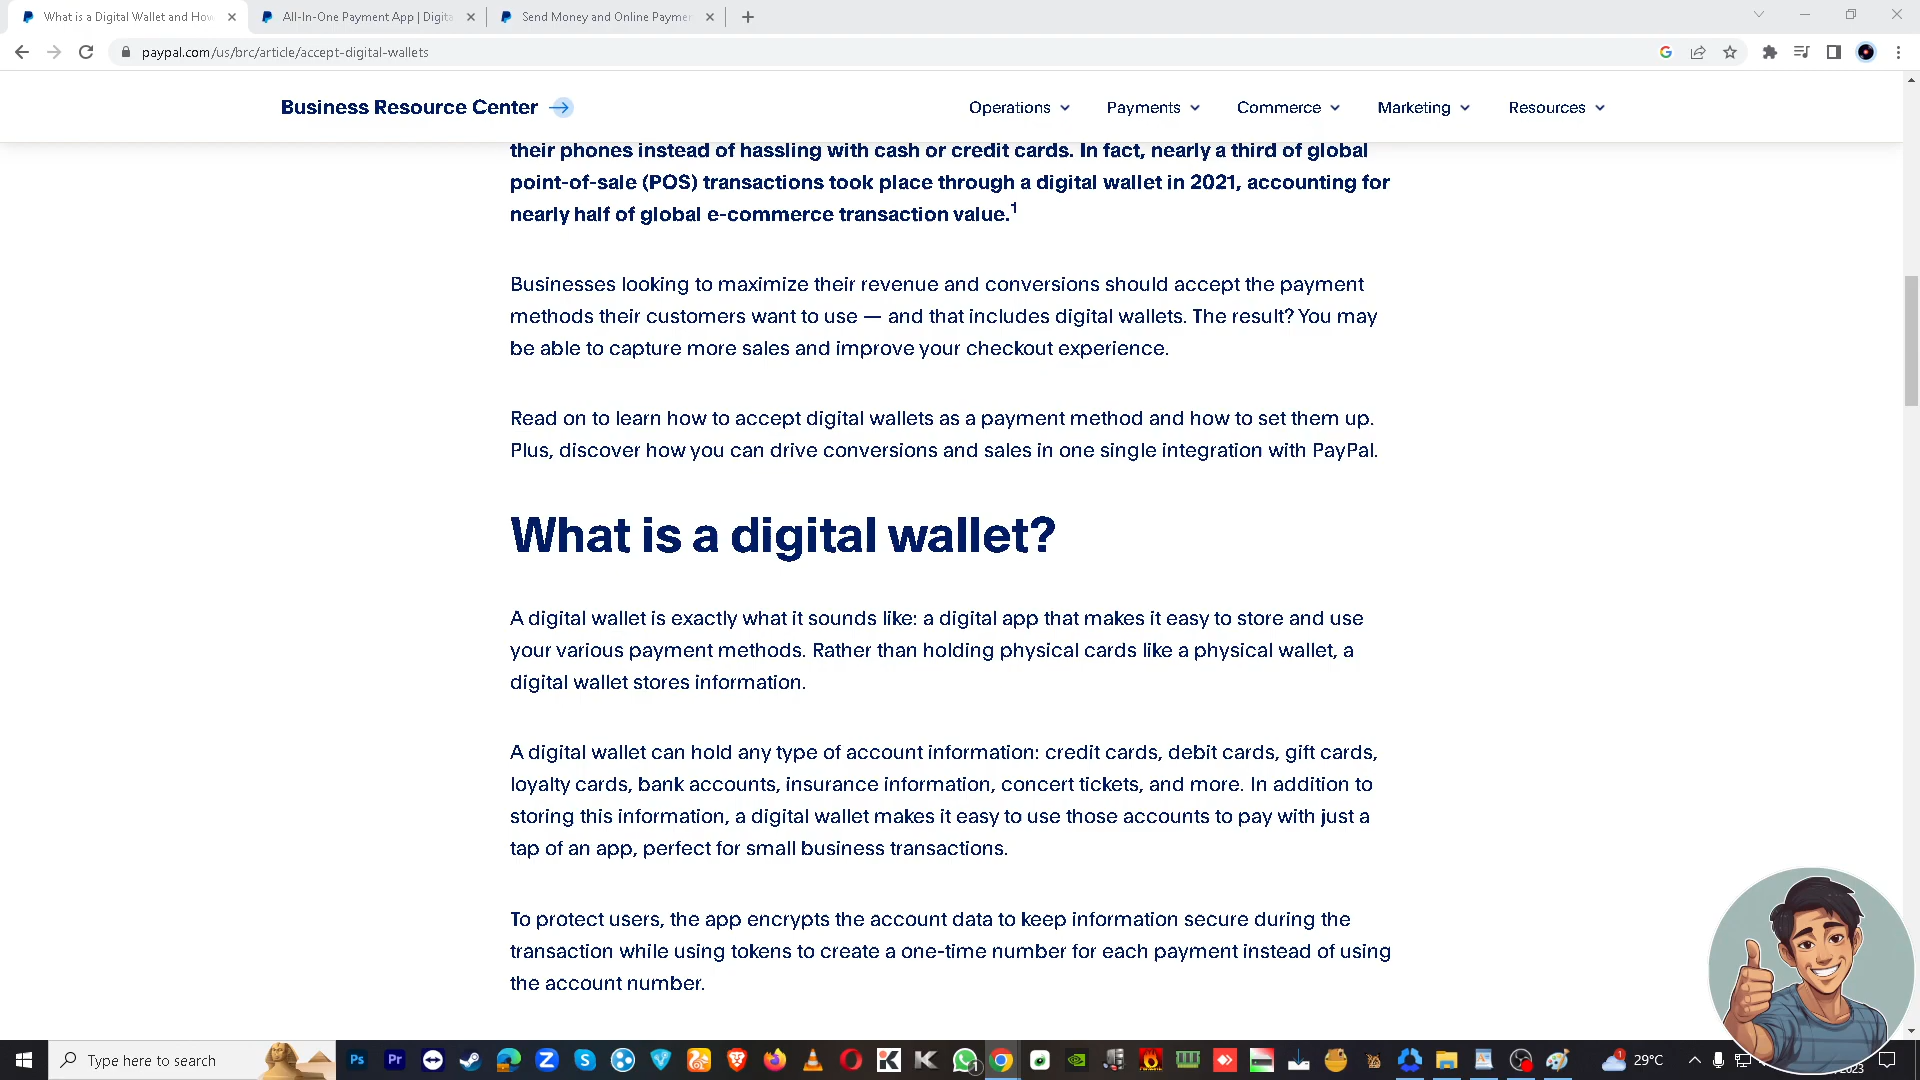 What is a Digital Wallet and How
All-In-One Payment App | Digita
Send Money and Online Paymen
paypal.com/us/brc/article/accept-digital-wallets
Business Resource Center
Operations
Payments
Commerce
Marketing
Resources
their phones instead of hassling with cash or credit cards. In fact, nearly a third of global
point-of-sale (POS) transactions took place through a digital wallet in 2021, accounting for
nearly half of global e-commerce transaction value.1
Businesses looking to maximize their revenue and conversions should accept the payment
methods their customers want to use — and that includes digital wallets. The result? You may
be able to capture more sales and improve your checkout experience.
Read on to learn how to accept digital wallets as a payment method and how to set them up.
Plus, discover how you can drive conversions and sales in one single integration with PayPal.
What is a digital wallet?
A digital wallet is exactly what it sounds like: a digital app that makes it easy to store and use
your various payment methods. Rather than holding physical cards like a physical wallet, a
digital wallet stores information.
A digital wallet can hold any type of account information: credit cards, debit cards, gift cards,
loyalty cards, bank accounts, insurance information, concert tickets, and more. In addition to
storing this information, a digital wallet makes it easy to use those accounts to pay with just a
tap of an app, perfect for small business transactions.
To protect users, the app encrypts the account data to keep information secure during the
transaction while using tokens to create a one-time number for each payment instead of using
the account number.
Type here to search
Ps
Pr
1
1
29°C
2023